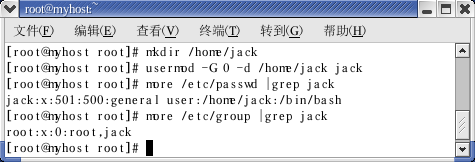 root@myhost:~
文件(F) 编辑(E) 查看(V) 终端(T) 转到(G) 帮助(H)
[root@myhost root]# mkdir /home/jack
[root@myhost root]# usermod -G 0 -d /home/jack jack
[root@myhost root]# more /etc/passwd |grep jack
jack:x:501:500:general user:/home/jack:/bin/bash
[root@myhost root]# more /etc/group |grep jack
root:x:0:root,jack
[root@myhost root]#